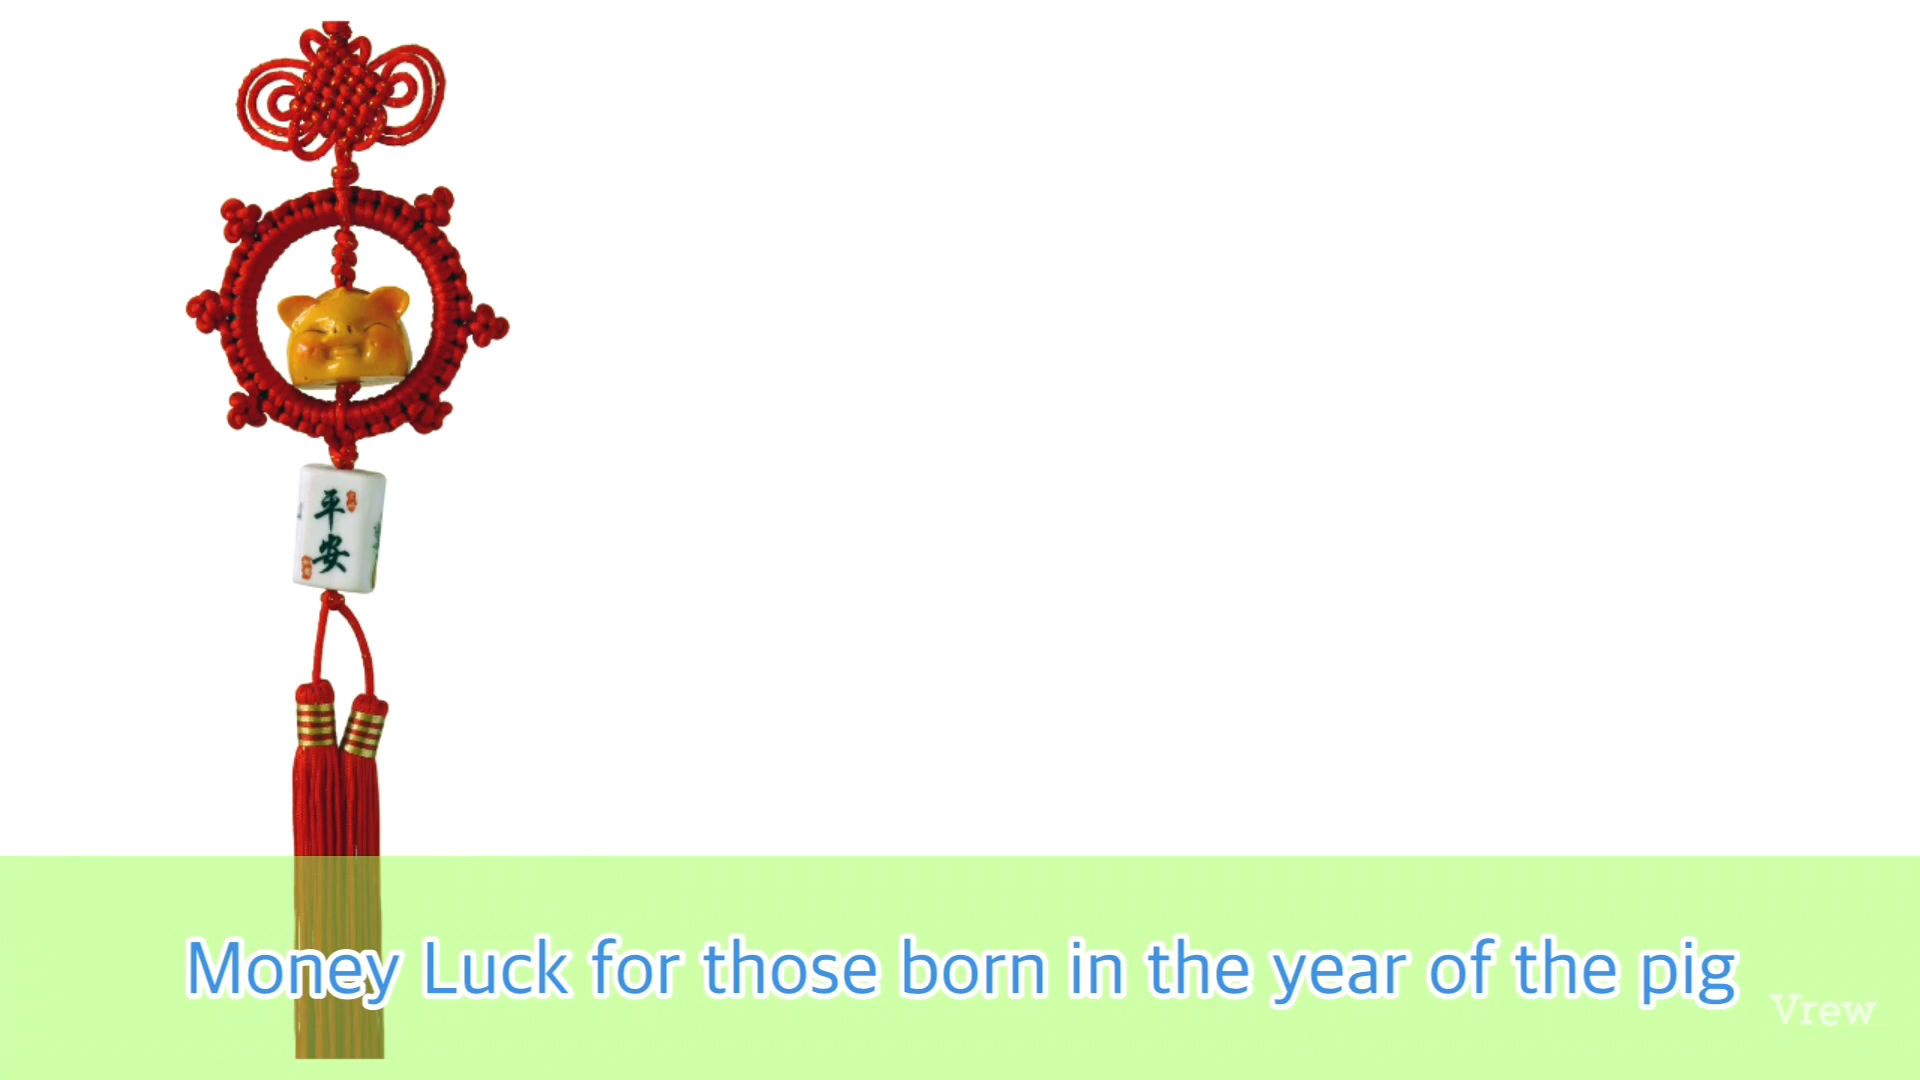 平
安
Money Luck for those born in the year of the pig
Vrew